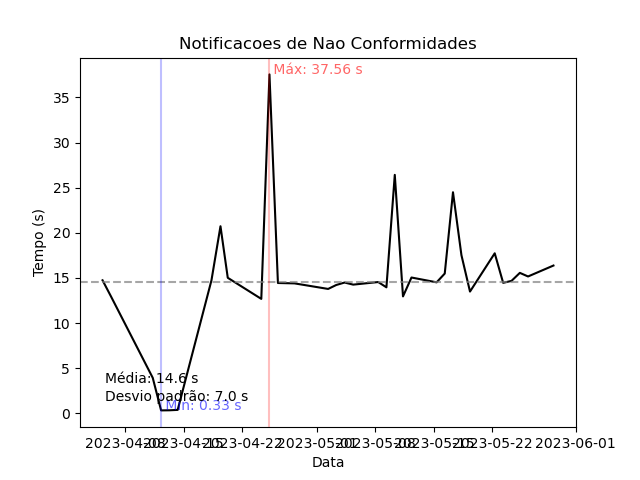 Notificacoes de Nao Conformidades
Máx: 37.56 s
35
30
25
20
15
10
5
0
Tempo (s)
Média: 14.6 s
Desvio padrão: 7.0 s
Mín: 0.33 s
2023-04-08 2023-04-15 2023-04-22 2023-05-01 2023-05-08 2023-05-15 2023-05-22 2023-06-01
Data